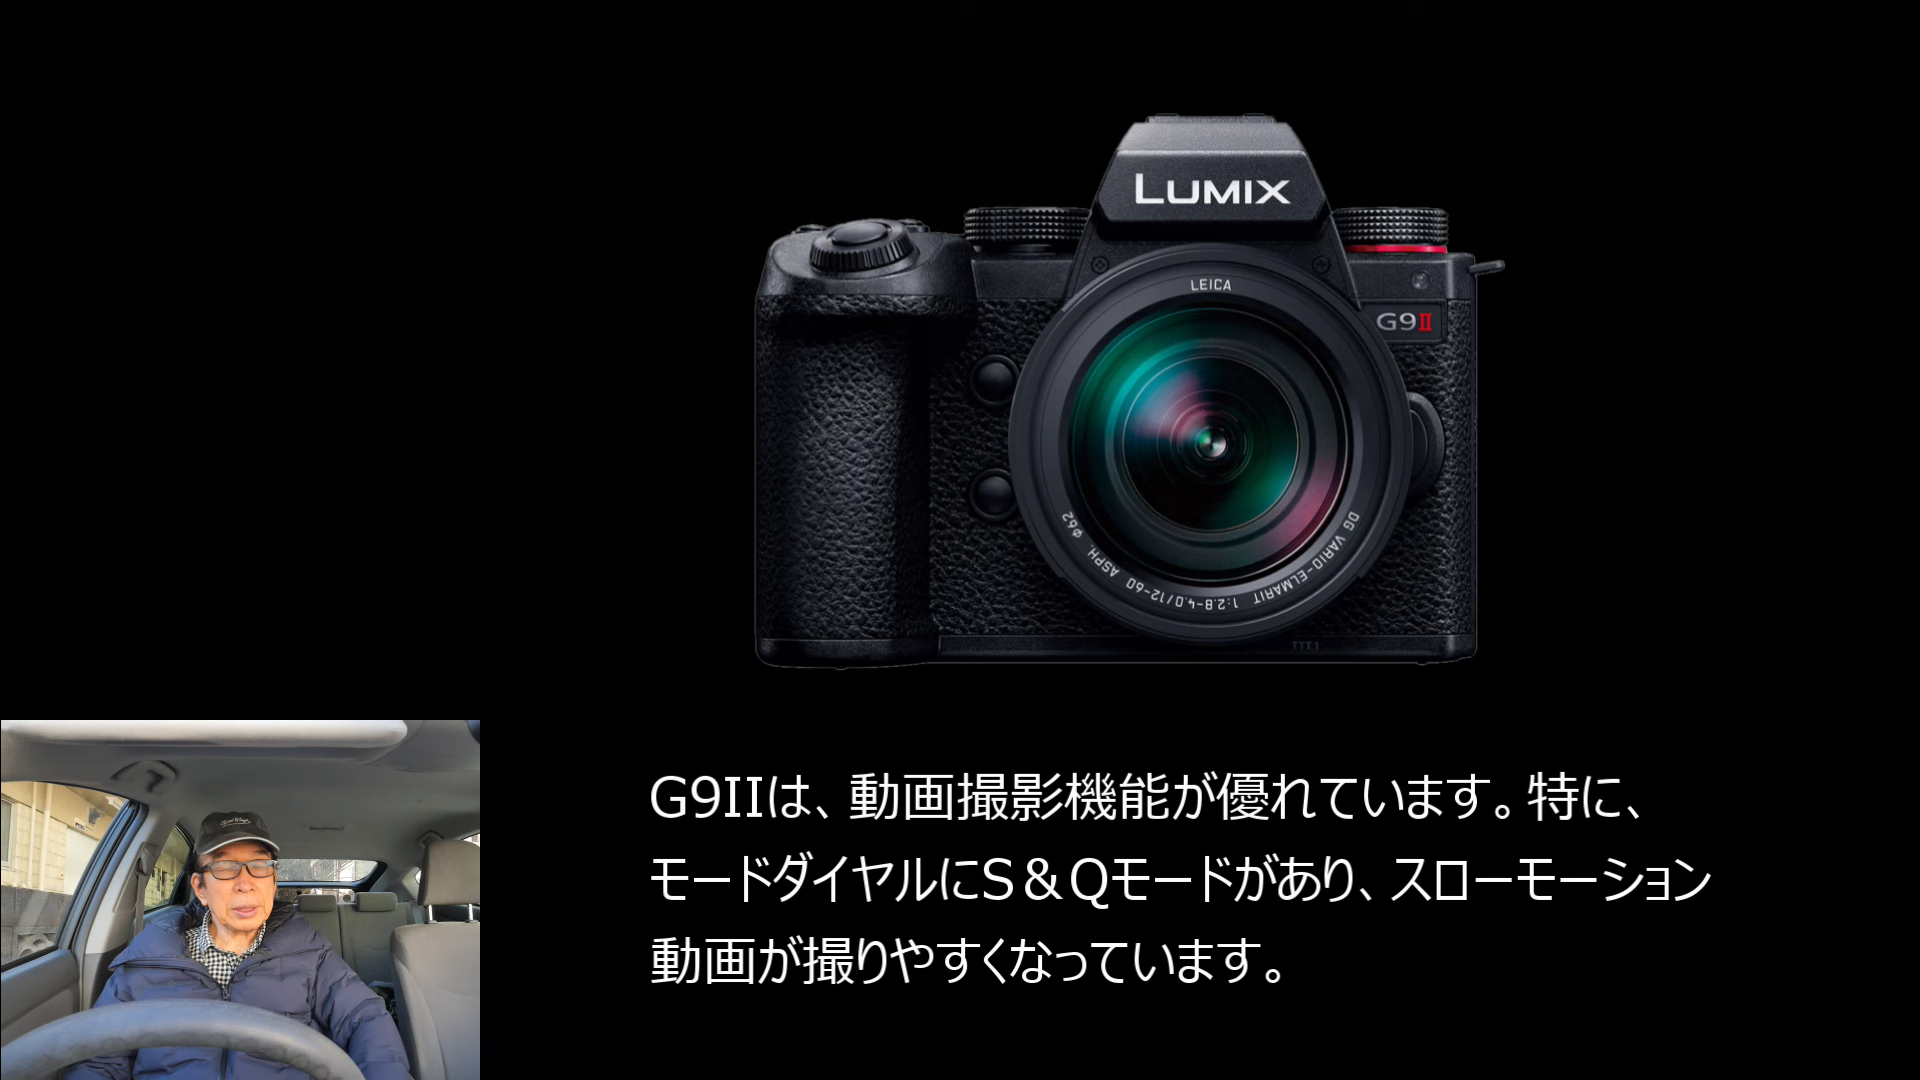 LUMIX
LEICA
G9II
DG VARIO-ELMARIT 1:2.8-4.0/12-60 ASPH. Φ62
G9IIは、動画撮影機能が優れています。特に、
モードダイヤルにS＆Qモードがあり、スローモーション
動画が撮りやすくなっています。